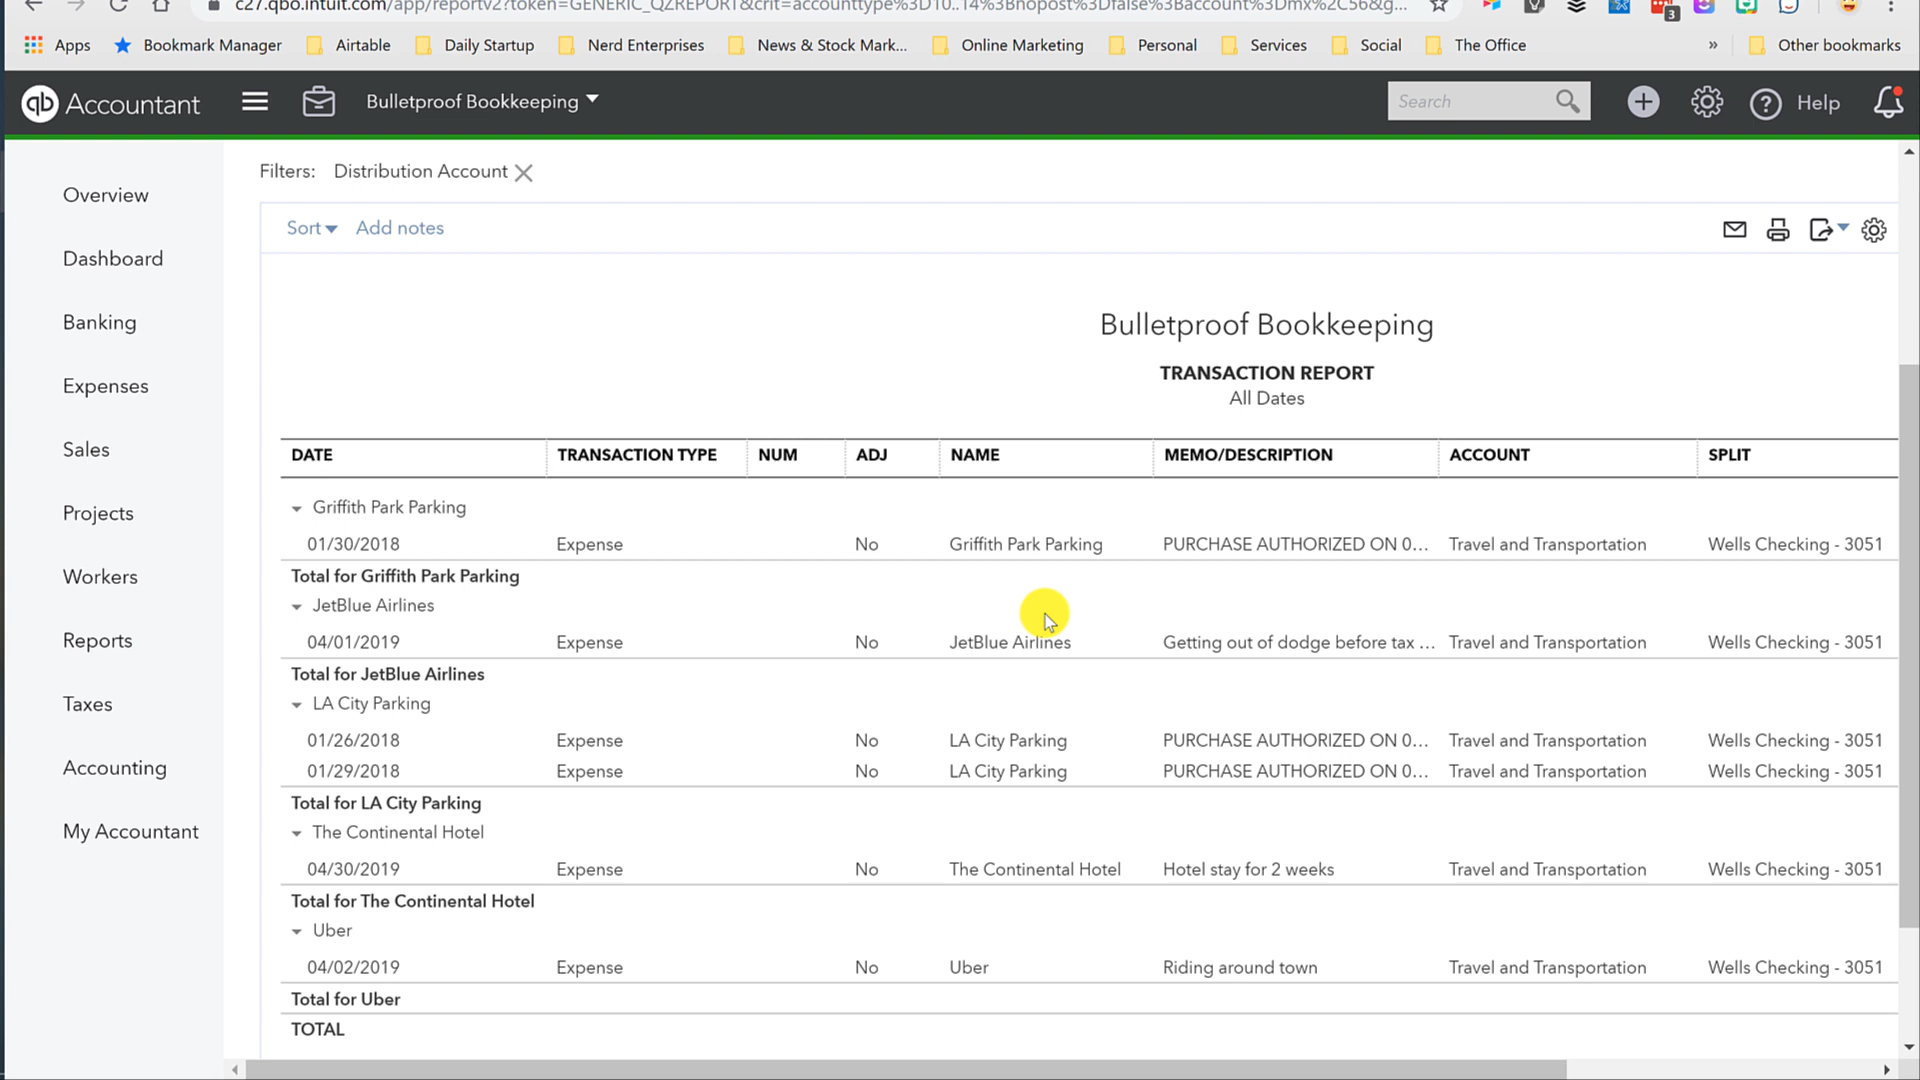 c27.qbo.intuit.com/app/reportv2?token=GENERIC_QZREPORT&crit=accounttype%3D10..14%3Bnopost%3Dfalse%3Baccount%3Dmx%2C56&g...
3
Apps Bookmark Manager Airtable Daily Startup Nerd Enterprises News & Stock Mark... Online Marketing Personal Services Social The Office » Other bookmarks
qb Accountant Bulletproof Bookkeeping Search Help
Filters: Distribution Account
Overview
Sort Add notes
Dashboard
Banking
Expenses
Sales
Projects
Workers
Reports
Taxes
Accounting
My Accountant
Bulletproof Bookkeeping
TRANSACTION REPORT
All Dates
DATE TRANSACTION TYPE NUM ADJ NAME MEMO/DESCRIPTION ACCOUNT SPLIT
Griffith Park Parking
01/30/2018 Expense No Griffith Park Parking PURCHASE AUTHORIZED ON 0... Travel and Transportation Wells Checking - 3051
Total for Griffith Park Parking
JetBlue Airlines
04/01/2019 Expense No JetBlue Airlines Getting out of dodge before tax ... Travel and Transportation Wells Checking - 3051
Total for JetBlue Airlines
LA City Parking
01/26/2018 Expense No LA City Parking PURCHASE AUTHORIZED ON 0... Travel and Transportation Wells Checking - 3051
01/29/2018 Expense No LA City Parking PURCHASE AUTHORIZED ON 0... Travel and Transportation Wells Checking - 3051
Total for LA City Parking
The Continental Hotel
04/30/2019 Expense No The Continental Hotel Hotel stay for 2 weeks Travel and Transportation Wells Checking - 3051
Total for The Continental Hotel
Uber
04/02/2019 Expense No Uber Riding around town Travel and Transportation Wells Checking - 3051
Total for Uber
TOTAL